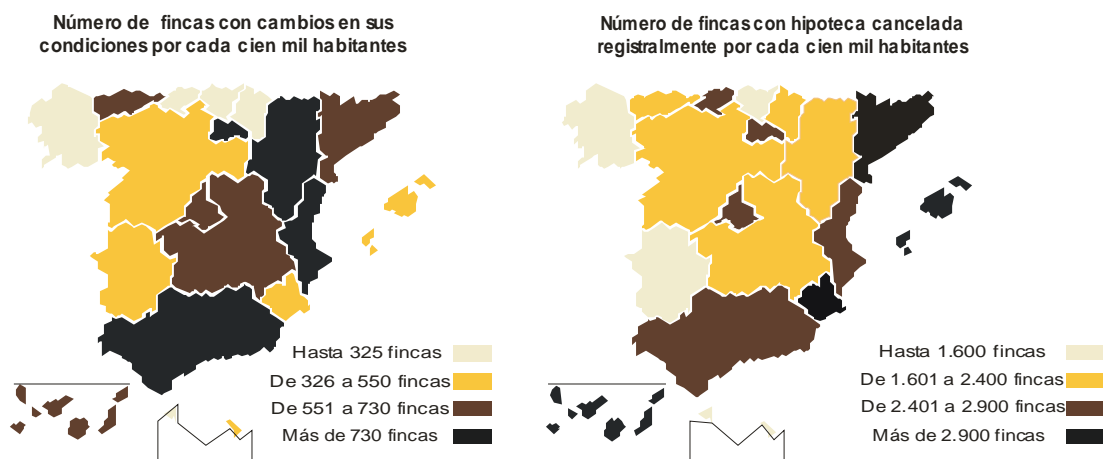 Número de fincas con cambios en sus
condiciones por cada cien mil habitantes
Hasta 325 fincas
De 326 a 550 fincas
De 551 a 730 fincas
Más de 730 fincas
Número de fincas con hipoteca cancelada
registralmente por cada cien mil habitantes
Hasta 1.600 fincas
De 1.601 a 2.400 fincas
De 2.401 a 2.900 fincas
Más de 2.900 fincas